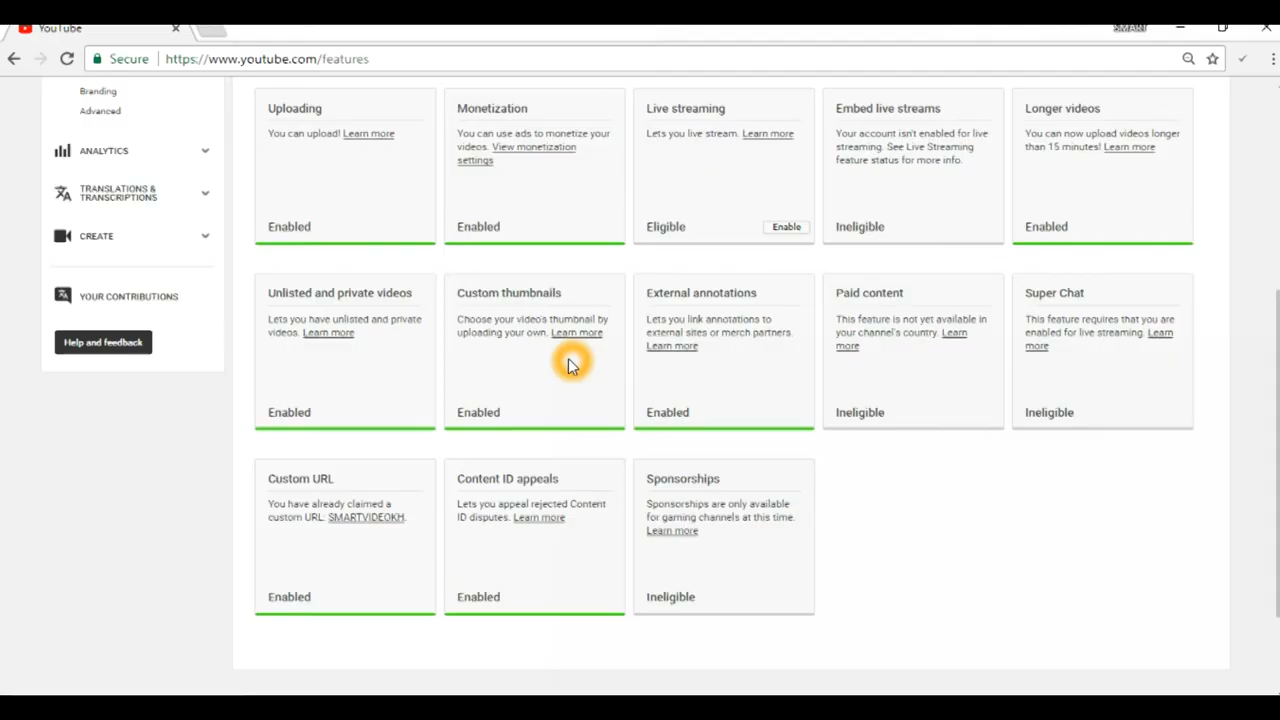 YouTube
SMART
Secure
https://www.youtube.com/features
Branding
Advanced
ANALYTICS
TRANSLATIONS &
TRANSCRIPTIONS
CREATE
YOUR CONTRIBUTIONS
Help and feedback
Uploading
You can upload! Learn more
Enabled
Monetization
You can use ads to monetize your
videos. View monetization
settings
Enabled
Live streaming
Lets you live stream. Learn more
Eligible
Enable
Embed live streams
Your account isn't enabled for live
streaming. See Live Streaming
feature status for more info.
Ineligible
Longer videos
You can now upload videos longer
than 15 minutes! Learn more
Enabled
Unlisted and private videos
Lets you have unlisted and private
videos. Learn more
Enabled
Custom thumbnails
Choose your video's thumbnail by
uploading your own. Learn more
Enabled
External annotations
Lets you link annotations to
external sites or merch partners.
Learn more
Enabled
Paid content
This feature is not yet available in
your channel's country. Learn
more
Ineligible
Super Chat
This feature requires that you are
enabled for live streaming. Learn
more
Ineligible
Custom URL
You have already claimed a
custom URL: SMARTVIDEOKH.
Enabled
Content ID appeals
Lets you appeal rejected Content
ID disputes. Learn more
Enabled
Sponsorships
Sponsorships are only available
for gaming channels at this time.
Learn more
Ineligible